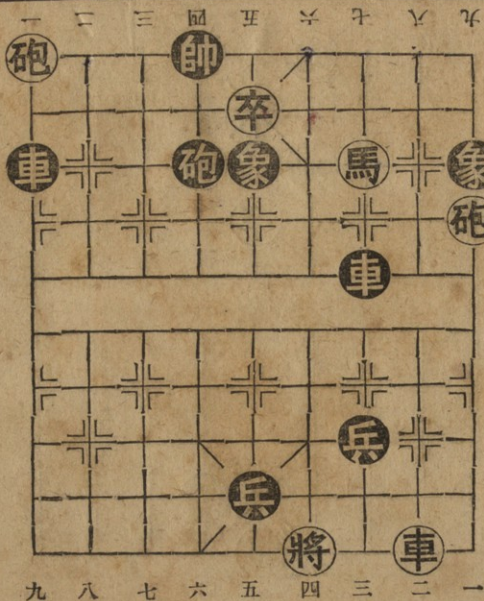 一 二 三 四 五 六 七 八 九
砲 帥
卒
車 砲 象 馬 象
砲
車
兵
兵
將 車
九 八 七 六 五 四 三 二 一